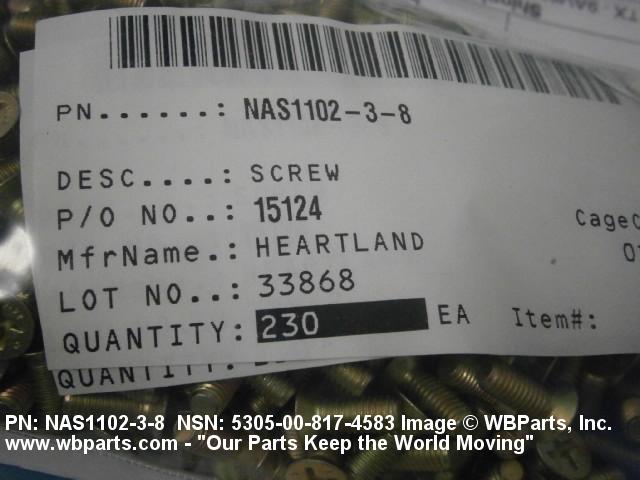 PN......: NAS1102-3-8
DESC....: SCREW
P/O NO..: 15124
MfrName.: HEARTLAND
LOT NO..: 33868
QUANTITY: 230 EA Item#:
QUANTITY:
PN: NAS1102-3-8 NSN: 5305-00-817-4583 Image © WBParts, Inc.
www.wbparts.com - "Our Parts Keep the World Moving"